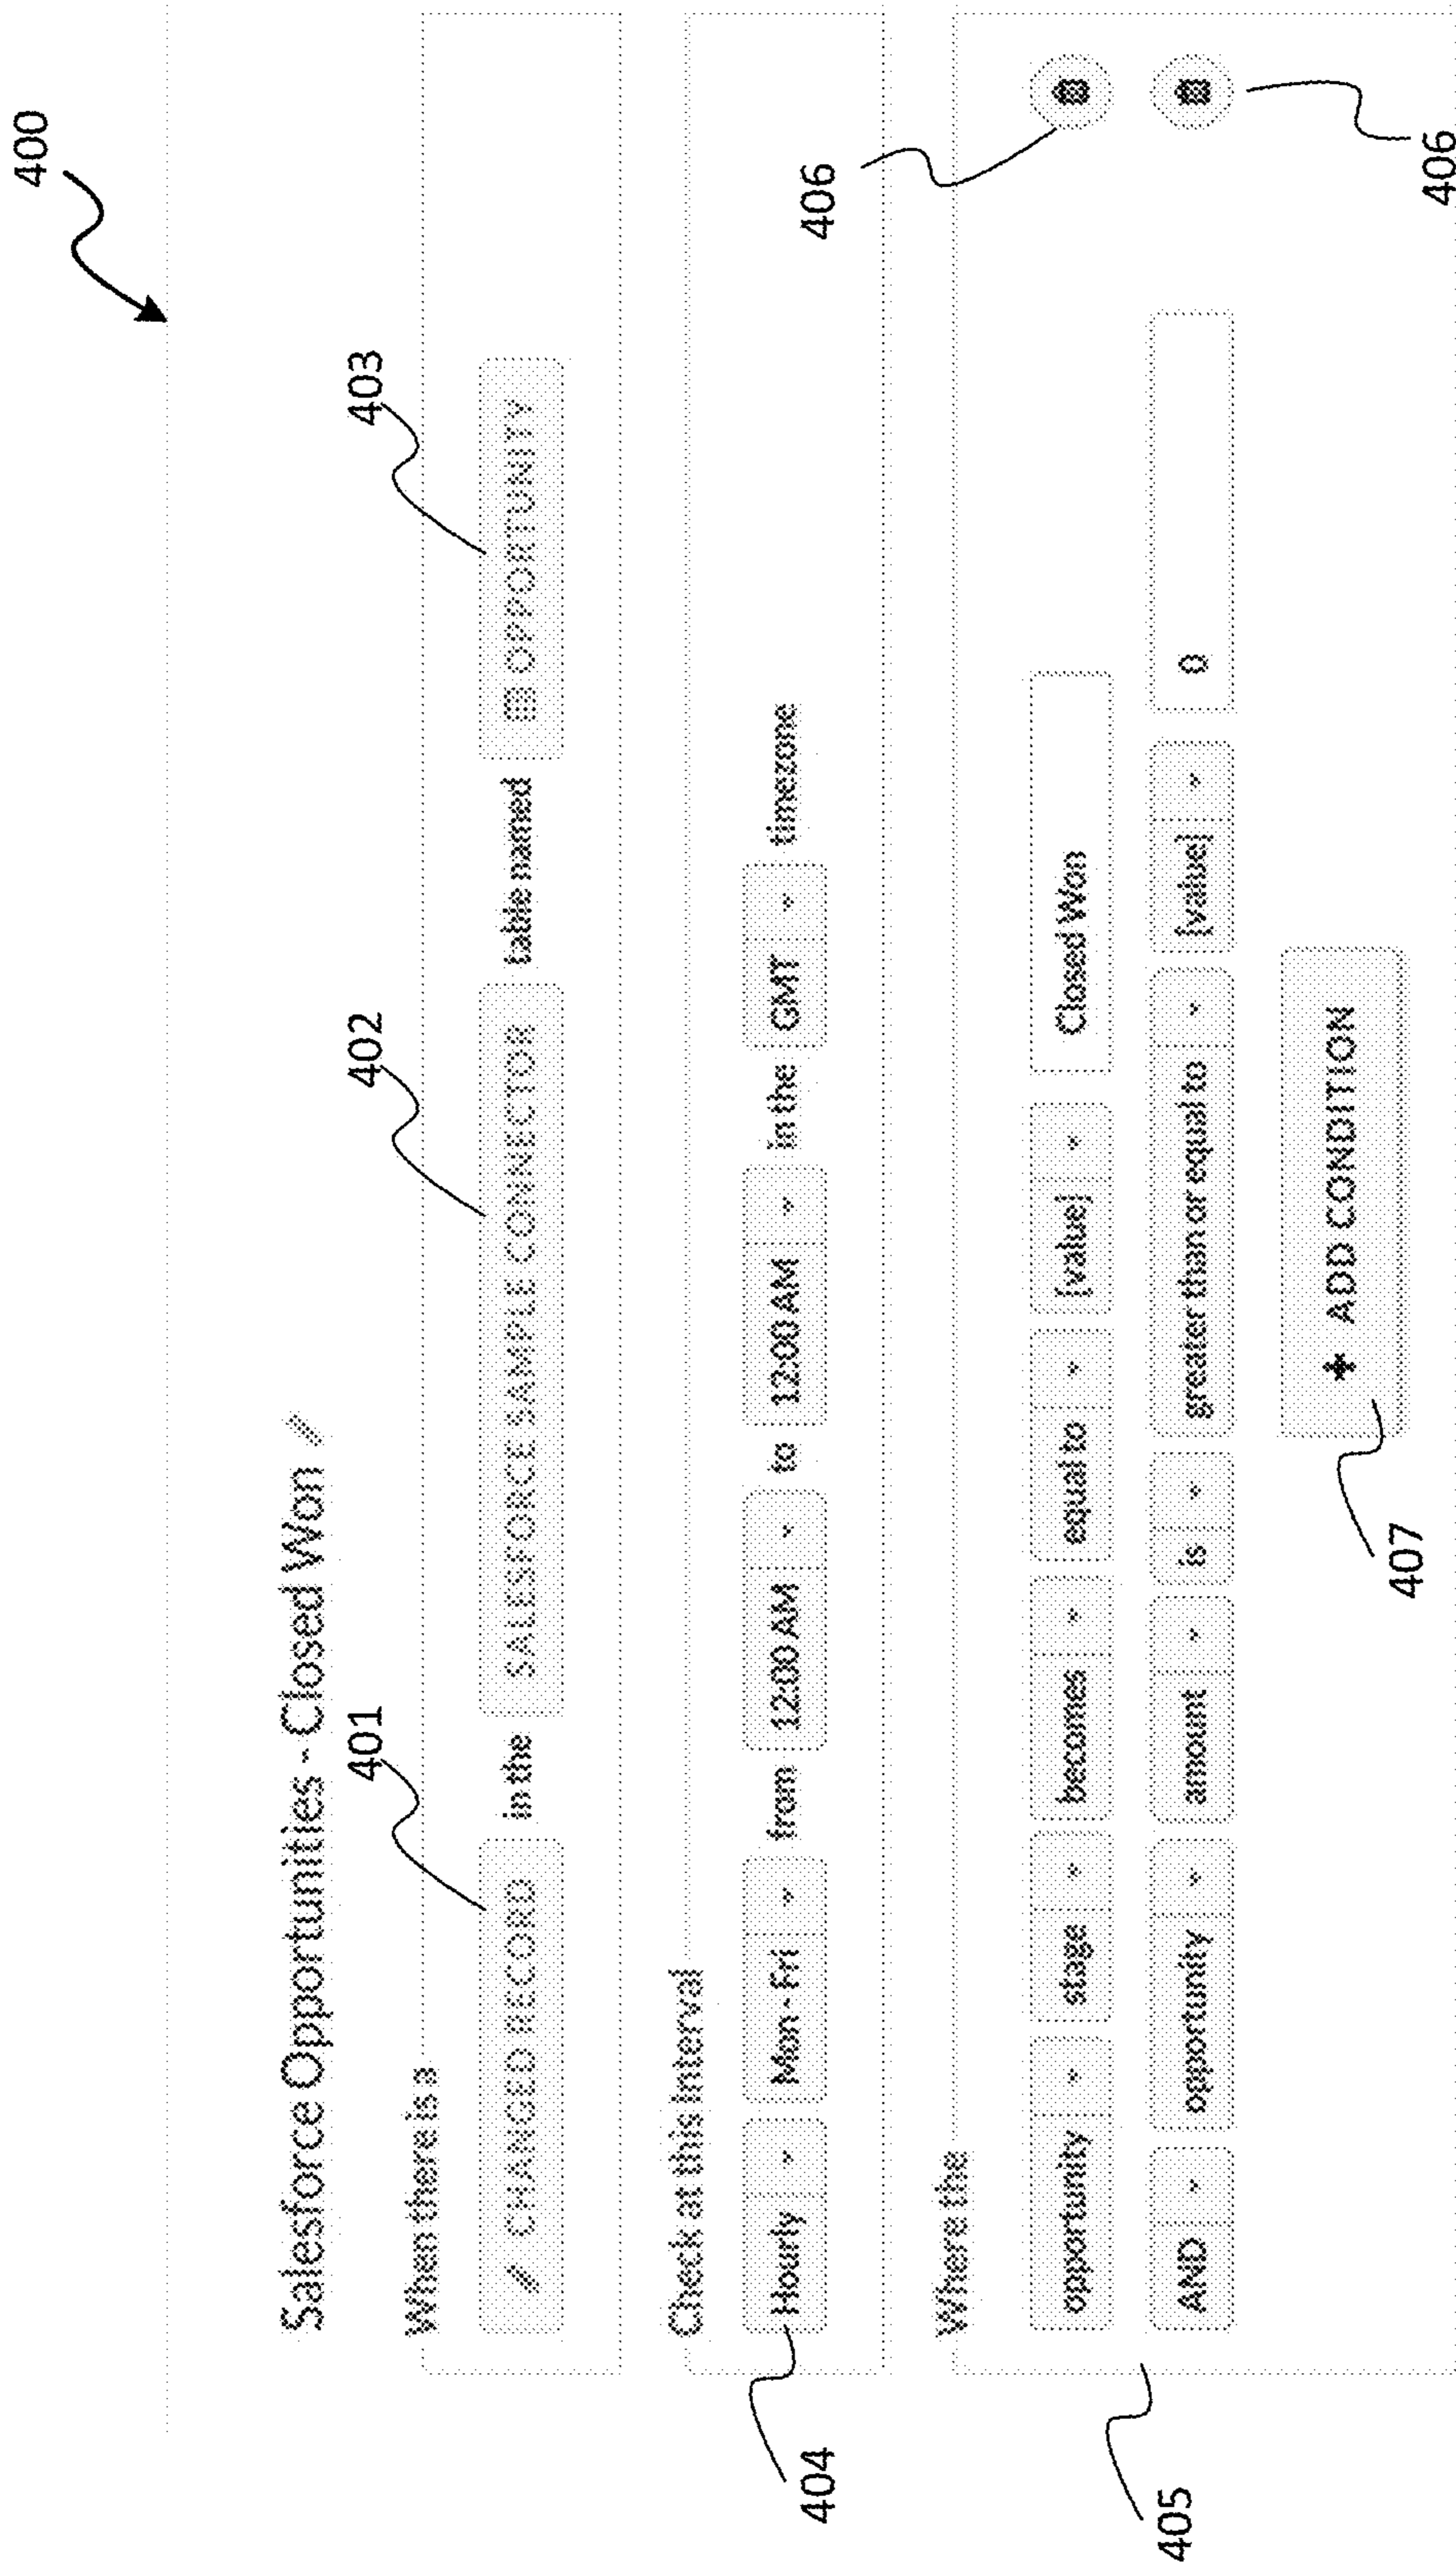 400
Salesforce Opportunities - Closed Won
401
402
403
When there is a
CHANGED RECORD in the SALESFORCE SAMPLE CONNECTOR table named OPPORTUNITY
Check at this interval
Hourly Mon - Fri from 12:00 AM to 12:00 AM in the GMT timezone
404
406
Where the
opportunity stage becomes equal to [value] Closed Won
405
AND opportunity amount is greater than or equal to [value] 0
+ ADD CONDITION
407
406